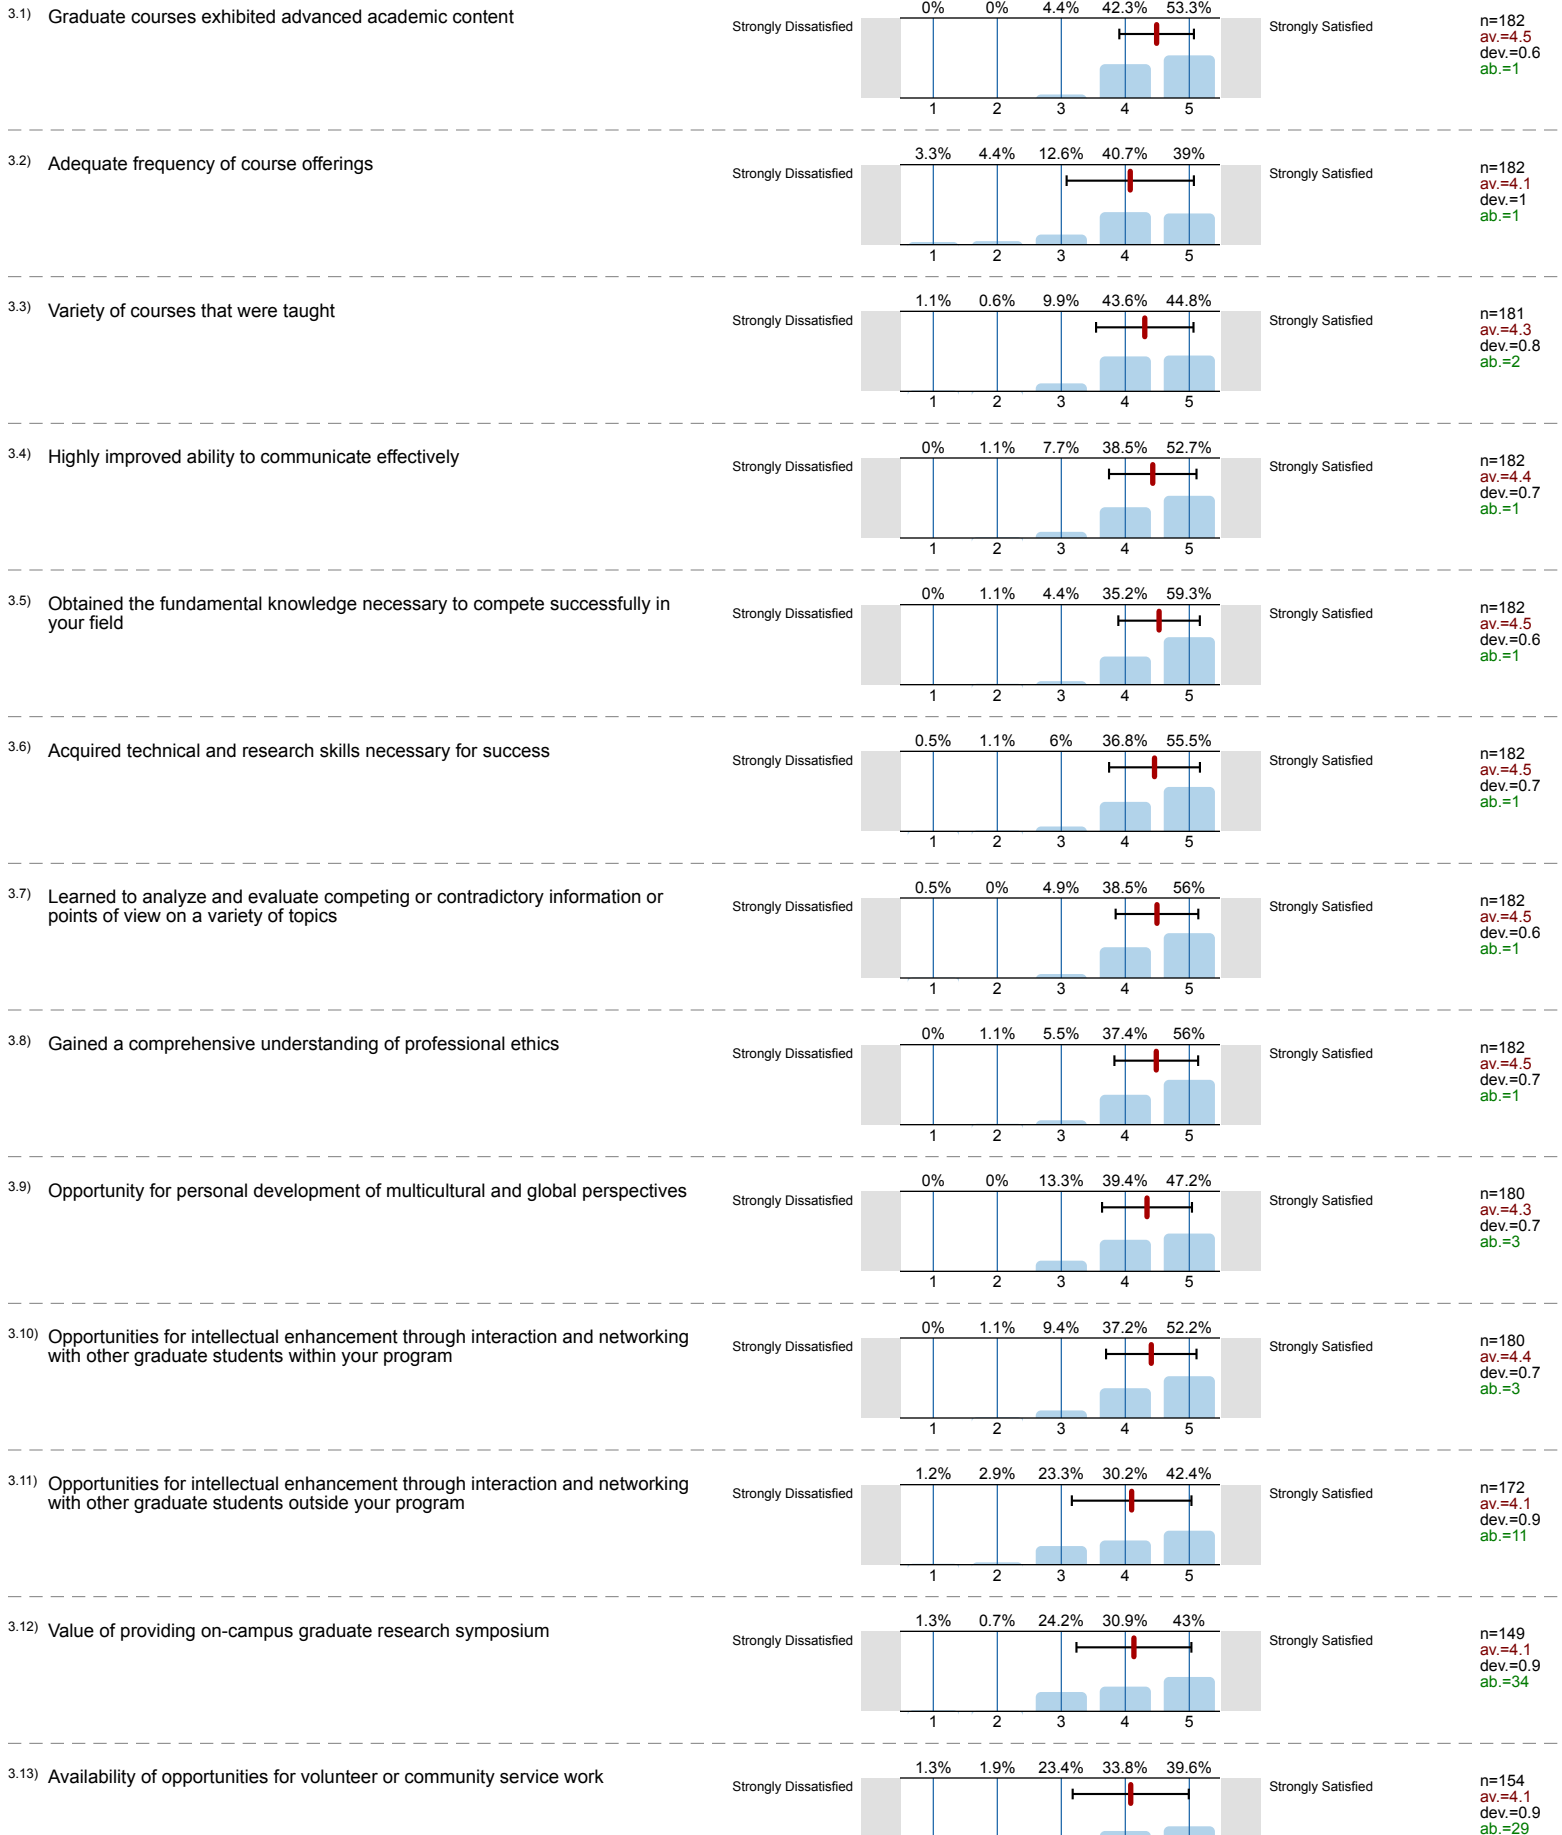 3.1) Graduate courses exhibited advanced academic content
0% 0% 4.4% 42.3% 53.3%
Strongly Dissatisfied Strongly Satisfied
1 2 3 4 5
n=182
av.=4.5
dev.=0.6
ab.=1
3.2) Adequate frequency of course offerings
3.3% 4.4% 12.6% 40.7% 39%
Strongly Dissatisfied Strongly Satisfied
1 2 3 4 5
n=182
av.=4.1
dev.=1
ab.=1
3.3) Variety of courses that were taught
1.1% 0.6% 9.9% 43.6% 44.8%
Strongly Dissatisfied Strongly Satisfied
1 2 3 4 5
n=181
av.=4.3
dev.=0.8
ab.=2
3.4) Highly improved ability to communicate effectively
0% 1.1% 7.7% 38.5% 52.7%
Strongly Dissatisfied Strongly Satisfied
1 2 3 4 5
n=182
av.=4.4
dev.=0.7
ab.=1
3.5) Obtained the fundamental knowledge necessary to compete successfully in
your field
0% 1.1% 4.4% 35.2% 59.3%
Strongly Dissatisfied Strongly Satisfied
1 2 3 4 5
n=182
av.=4.5
dev.=0.6
ab.=1
3.6) Acquired technical and research skills necessary for success
0.5% 1.1% 6% 36.8% 55.5%
Strongly Dissatisfied Strongly Satisfied
1 2 3 4 5
n=182
av.=4.5
dev.=0.7
ab.=1
3.7) Learned to analyze and evaluate competing or contradictory information or
points of view on a variety of topics
0.5% 0% 4.9% 38.5% 56%
Strongly Dissatisfied Strongly Satisfied
1 2 3 4 5
n=182
av.=4.5
dev.=0.6
ab.=1
3.8) Gained a comprehensive understanding of professional ethics
0% 1.1% 5.5% 37.4% 56%
Strongly Dissatisfied Strongly Satisfied
1 2 3 4 5
n=182
av.=4.5
dev.=0.7
ab.=1
3.9) Opportunity for personal development of multicultural and global perspectives
0% 0% 13.3% 39.4% 47.2%
Strongly Dissatisfied Strongly Satisfied
1 2 3 4 5
n=180
av.=4.3
dev.=0.7
ab.=3
3.10) Opportunities for intellectual enhancement through interaction and networking
with other graduate students within your program
0% 1.1% 9.4% 37.2% 52.2%
Strongly Dissatisfied Strongly Satisfied
1 2 3 4 5
n=180
av.=4.4
dev.=0.7
ab.=3
3.11) Opportunities for intellectual enhancement through interaction and networking
with other graduate students outside your program
1.2% 2.9% 23.3% 30.2% 42.4%
Strongly Dissatisfied Strongly Satisfied
1 2 3 4 5
n=172
av.=4.1
dev.=0.9
ab.=11
3.12) Value of providing on-campus graduate research symposium
1.3% 0.7% 24.2% 30.9% 43%
Strongly Dissatisfied Strongly Satisfied
1 2 3 4 5
n=149
av.=4.1
dev.=0.9
ab.=34
3.13) Availability of opportunities for volunteer or community service work
1.3% 1.9% 23.4% 33.8% 39.6%
Strongly Dissatisfied Strongly Satisfied
n=154
av.=4.1
dev.=0.9
ab.=29